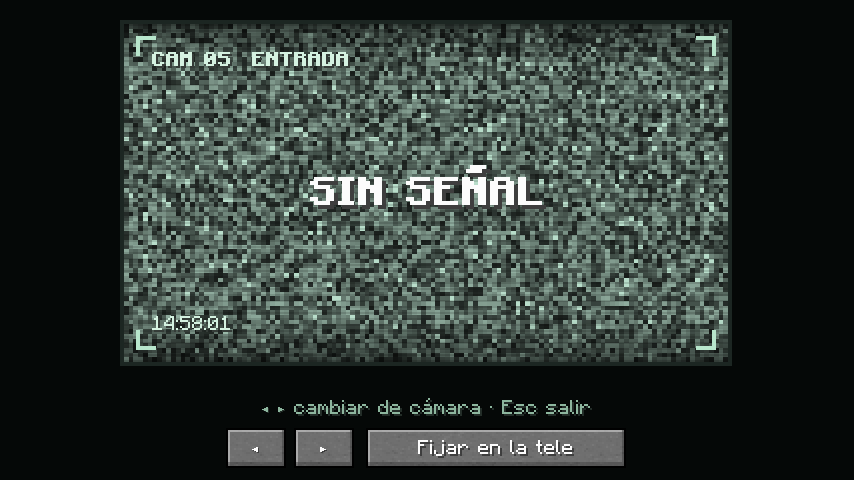 CAM 05 ENTRADA
SIN SEÑAL
14:58:01
◂ ▸ cambiar de cámara · Esc salir
◂ ▸ Fijar en la tele